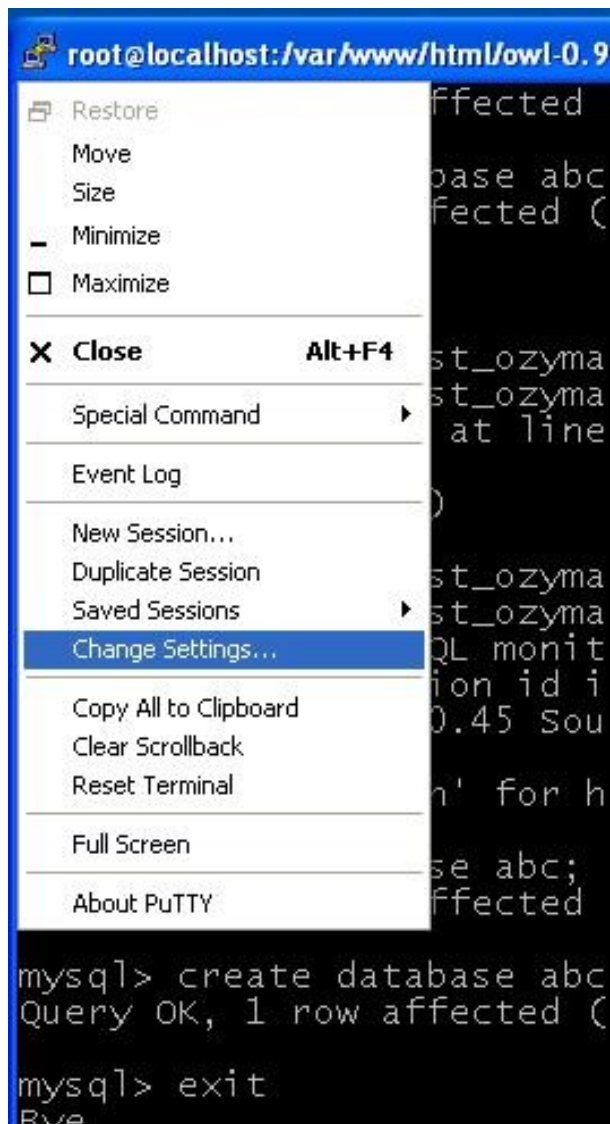 root@localhost:/var/www/html/owl-0.9
Restore
Move
Size
Minimize
Maximize
Close Alt+F4
Special Command
Event Log
New Session...
Duplicate Session
Saved Sessions
Change Settings...
Copy All to Clipboard
Clear Scrollback
Reset Terminal
Full Screen
About PuTTY
ffected
base abc
fected (
st_ozyma
st_ozyma
at line
)
st_ozyma
st_ozyma
QL monit
ion id i
0.45 Sou
n' for h
se abc;
ffected
mysql> create database abc
Query OK, 1 row affected (
mysql> exit
Bye